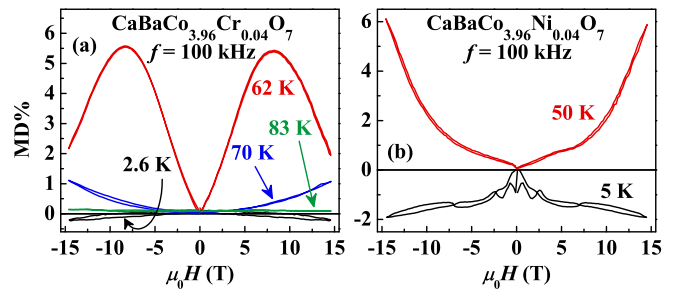 CaBaCo3.96Cr0.04O7
f = 100 kHz
(a)
62 K
83 K
70 K
2.6 K
MD%
6
5
4
3
2
1
0
-15 -10 -5 0 5 10 15
μ0H (T)
CaBaCo3.96Ni0.04O7
f = 100 kHz
50 K
(b)
5 K
6
4
2
0
-2
-15 -10 -5 0 5 10 15
μ0H (T)